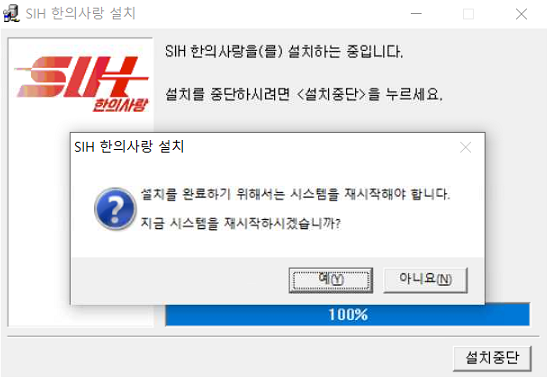 SIH 한의사랑 설치
SIH 한의사랑을(를) 설치하는 중입니다.
설치를 중단하시려면 <설치중단>을 누르세요.
SIH
한의사랑
SIH 한의사랑 설치
설치를 완료하기 위해서는 시스템을 재시작해야 합니다.
지금 시스템을 재시작하시겠습니까?
예(Y) 아니요(N)
100%
설치중단